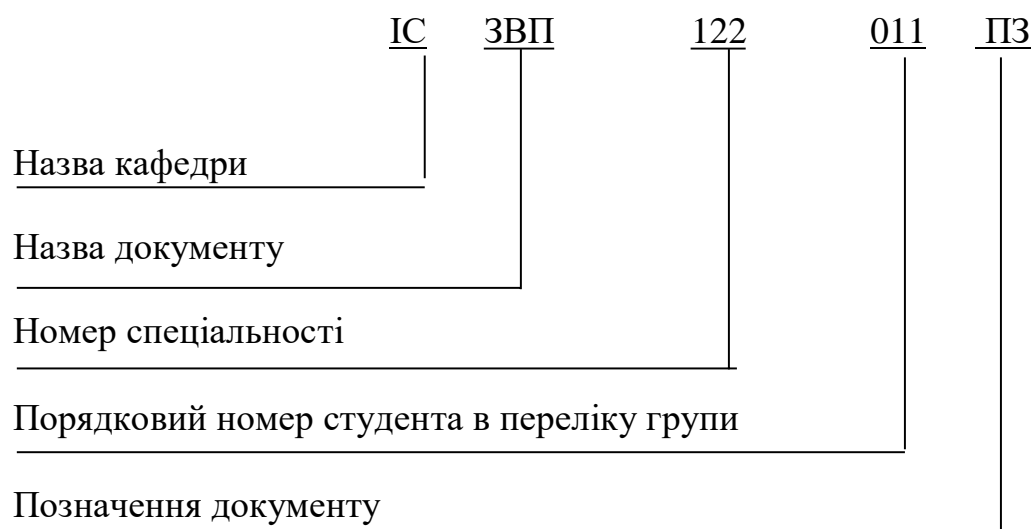 ІС ЗВП 122 011 ПЗ
Назва кафедри
Назва документу
Номер спеціальності
Порядковий номер студента в переліку групи
Позначення документу